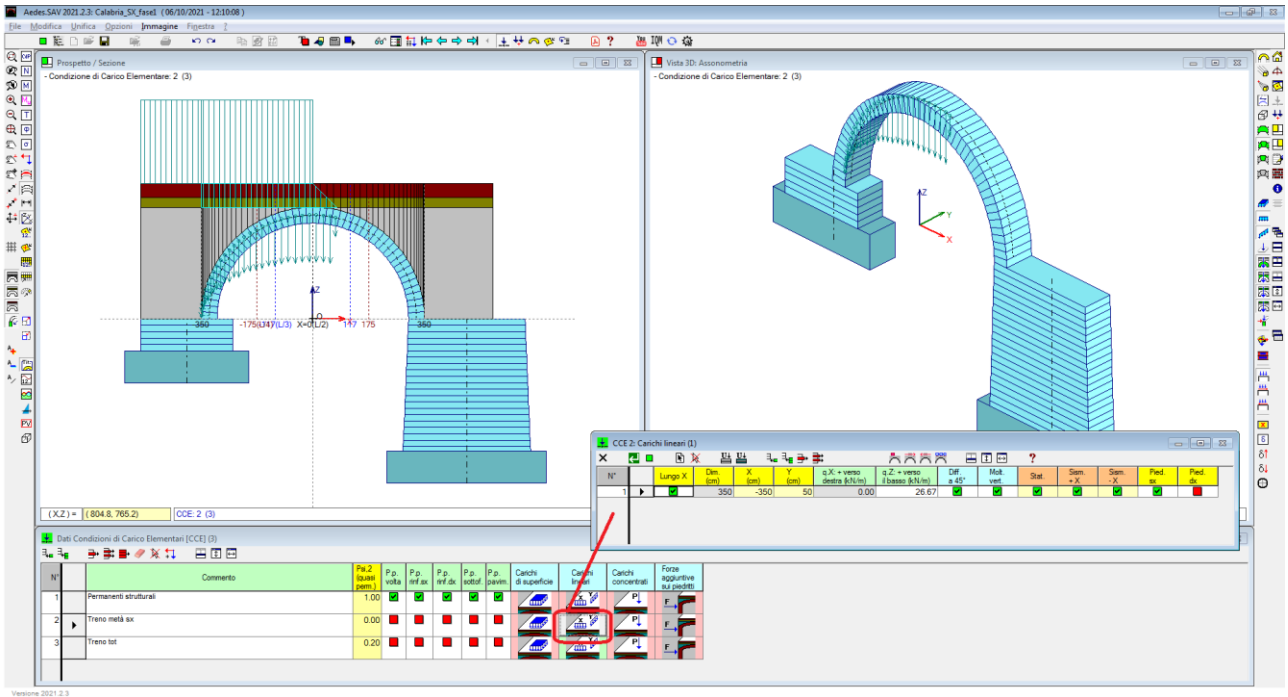 Aedes.SAV 2021.2.3: Calabria_SX_fase1 ( 06/10/2021 - 12:10:08 )
File Modifica Unifica Opzioni Immagine Finestra ?
Prospetto / Sezione
- Condizione di Carico Elementare: 2 (3)
Z
O
350 X=0(L/2) 117 175 350
(X,Z) = ( 804.8, 765.2) CCE: 2 (3)
Vista 3D: Assonometria
- Condizione di Carico Elementare: 2 (3)
Z
Y
X
CCE 2: Carichi lineari (1)
N° Lungo X Dim. (cm) X (cm) Y (cm) q.X: + verso destra (kN/m) q.Z: + verso il basso (kN/m) Diff. a 45° Molt. vert. Stat. Sism. + X Sism. - X Pied. sx Pied. dx
1 350 -350 50 0.00 26.67
Dati Condizioni di Carico Elementari [CCE] (3)
N° Commento Psi,2 (quasi perm.) P.p. volta P.p. rinf.sx P.p. rinf.dx P.p. sottof. P.p. pavim. Carichi di superficie Carichi lineari Carichi concentrati Forze aggiuntive sui piedritti
1 Permanenti strutturali 1.00
2 Treno metà sx 0.00
3 Treno tot 0.20
Versione 2021.2.3